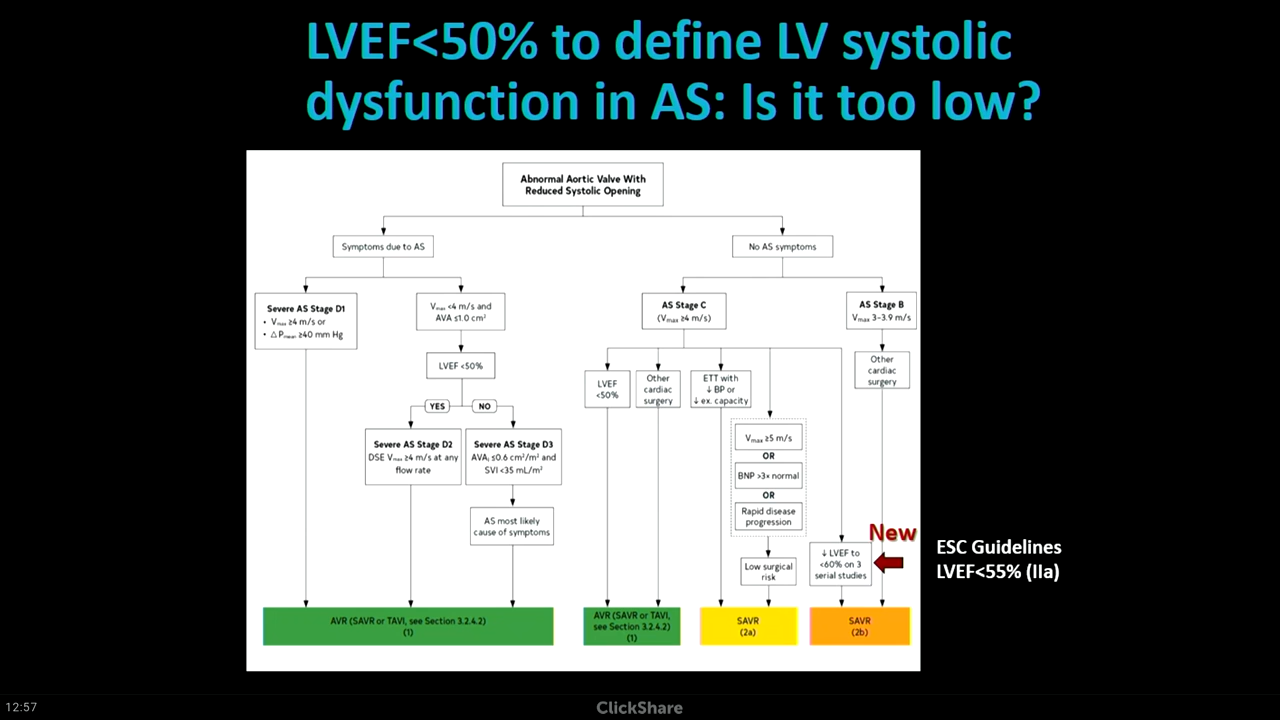 LVEF<50% to define LV systolic
dysfunction in AS: Is it too low?
Abnormal Aortic Valve With
Reduced Systolic Opening
Symptoms due to AS
No AS symptoms
Severe AS Stage D1
• Vmax ≥4 m/s or
• △Pmean ≥40 mm Hg
Vmax <4 m/s and
AVA ≤1.0 cm²
AS Stage C
(Vmax ≥4 m/s)
AS Stage B
Vmax 3–3.9 m/s
LVEF <50%
YES
NO
LVEF
<50%
Other
cardiac
surgery
ETT with
↓ BP or
↓ ex. capacity
Other
cardiac
surgery
Severe AS Stage D2
DSE Vmax ≥4 m/s at any
flow rate
Severe AS Stage D3
AVAi ≤0.6 cm²/m² and
SVI <35 mL/m²
Vmax ≥5 m/s
OR
BNP >3× normal
OR
Rapid disease
progression
AS most likely
cause of symptoms
Low surgical
risk
↓ LVEF to
<60% on 3
serial studies
New
ESC Guidelines
LVEF<55% (IIa)
AVR (SAVR or TAVI, see Section 3.2.4.2)
(1)
AVR (SAVR or TAVI,
see Section 3.2.4.2)
(1)
SAVR
(2a)
SAVR
(2b)
12:57
ClickShare